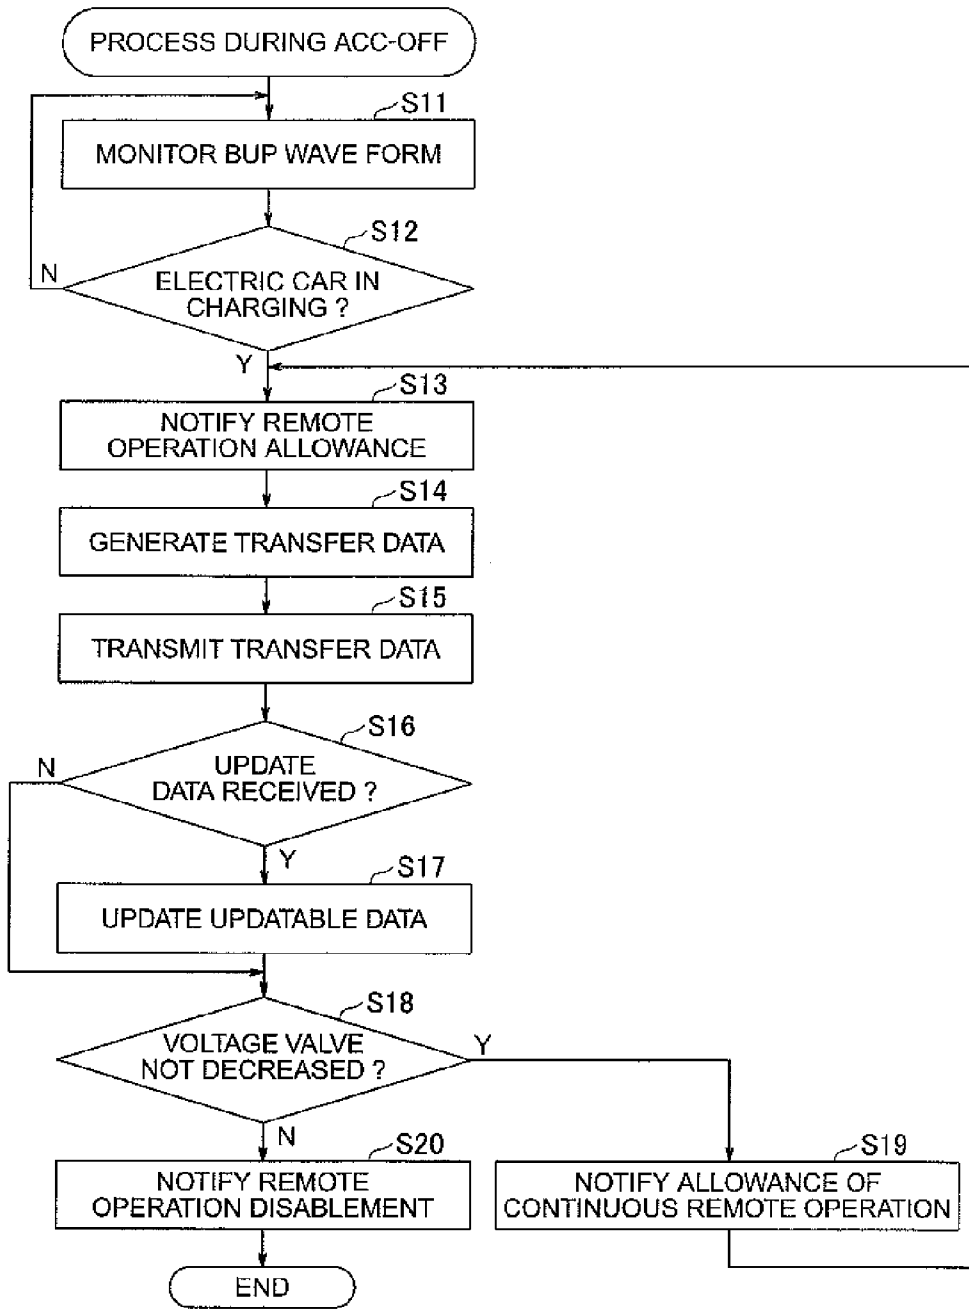 PROCESS DURING ACC-OFF
S11
MONITOR BUP WAVE FORM
S12
N
ELECTRIC CAR IN
CHARGING ?
Y
S13
NOTIFY REMOTE
OPERATION ALLOWANCE
S14
GENERATE TRANSFER DATA
S15
TRANSMIT TRANSFER DATA
S16
N
UPDATE
DATA RECEIVED ?
Y
S17
UPDATE UPDATABLE DATA
S18
VOLTAGE VALVE
NOT DECREASED ?
Y
N
S20
NOTIFY REMOTE
OPERATION DISABLEMENT
S19
NOTIFY ALLOWANCE OF
CONTINUOUS REMOTE OPERATION
END